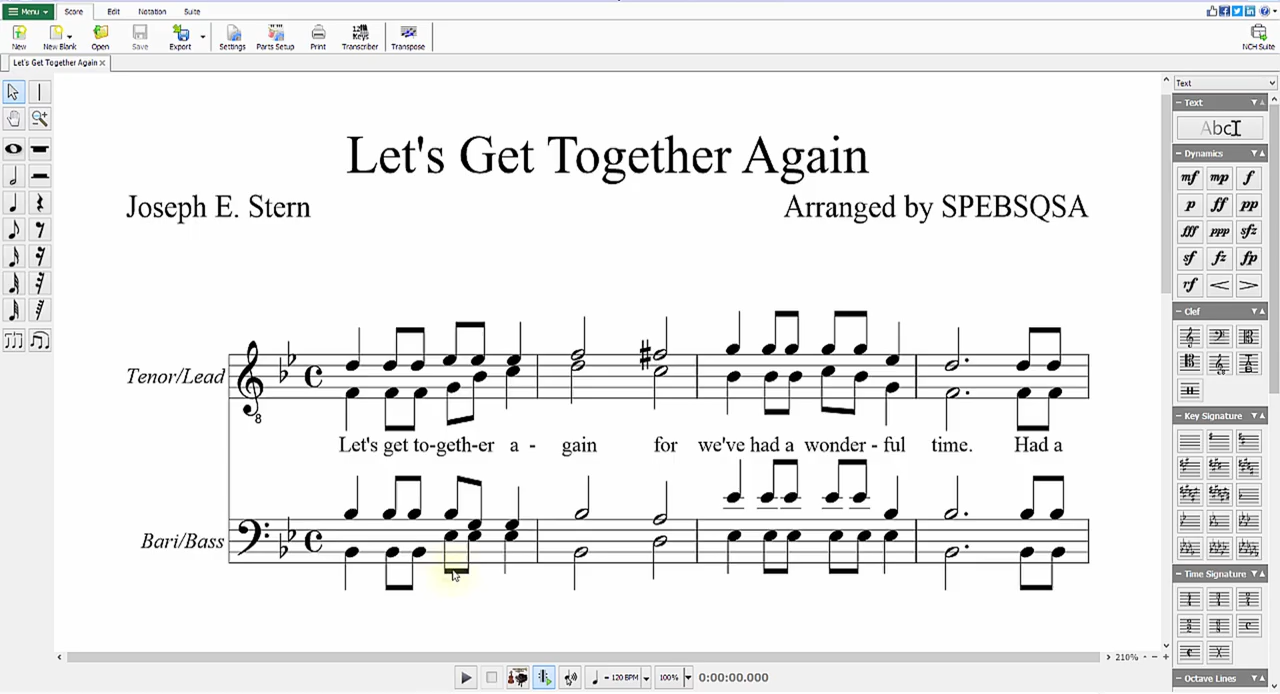 Menu Score Edit Notation Suite
New New Blank Open Save Export Settings Parts Setup Print Transcriber Transpose NCH Suite
Let's Get Together Again
Text
Text
Abc
Dynamics
mf mp f
p ff pp
fff ppp sfz
sf fz fp
rf
Clef
Key Signature
Time Signature
Octave Lines
Let's Get Together Again
Joseph E. Stern Arranged by SPEBSQSA
Tenor/Lead
8
Let's get to-geth-er a - gain for we've had a wonder - ful time. Had a
Bari/Bass
210%
= 120 BPM 100% 0:00:00.000